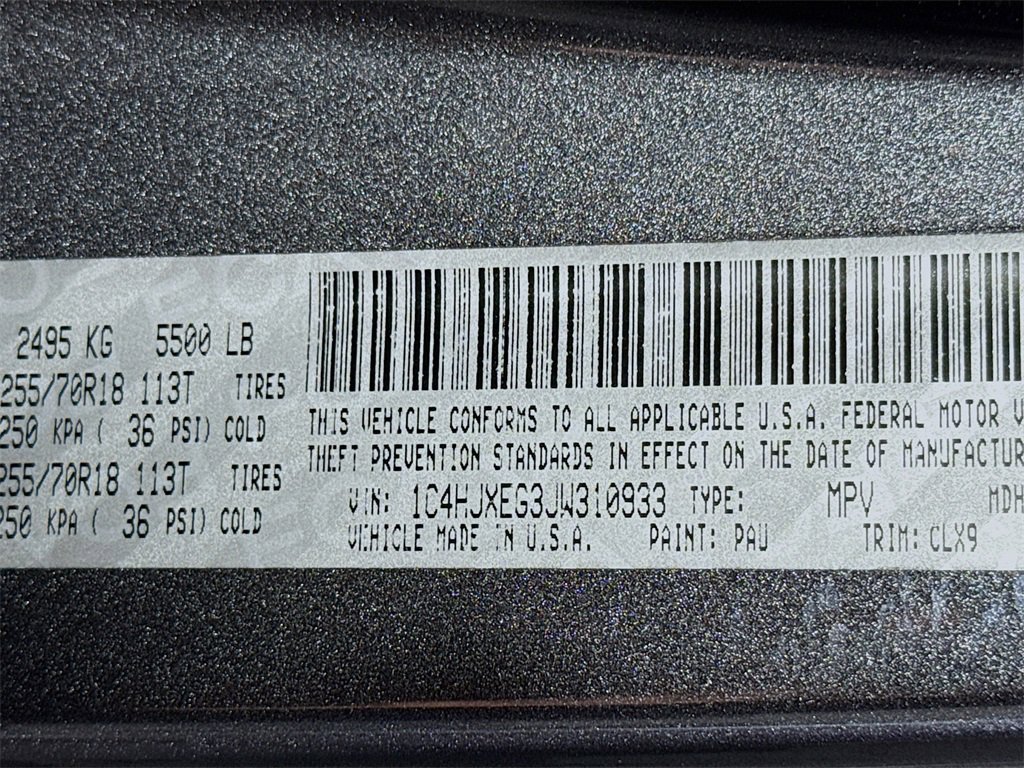 2495 KG 5500 LB
255/70R18 113T TIRES
250 KPA ( 36 PSI) COLD
255/70R18 113T TIRES
250 KPA ( 36 PSI) COLD
THIS VEHICLE CONFORMS TO ALL APPLICABLE U.S.A. FEDERAL MOTOR V
THEFT PREVENTION STANDARDS IN EFFECT ON THE DATE OF MANUFACTUR
VIN: 1C4HJXEG3JW310933 TYPE: MPV MDH
VEHICLE MADE IN U.S.A. PAINT: PAU TRIM: CLX9